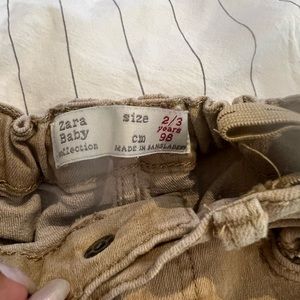 Zara
Baby
collection
size
cm
2/3
years
98
MADE IN BANGLADESH